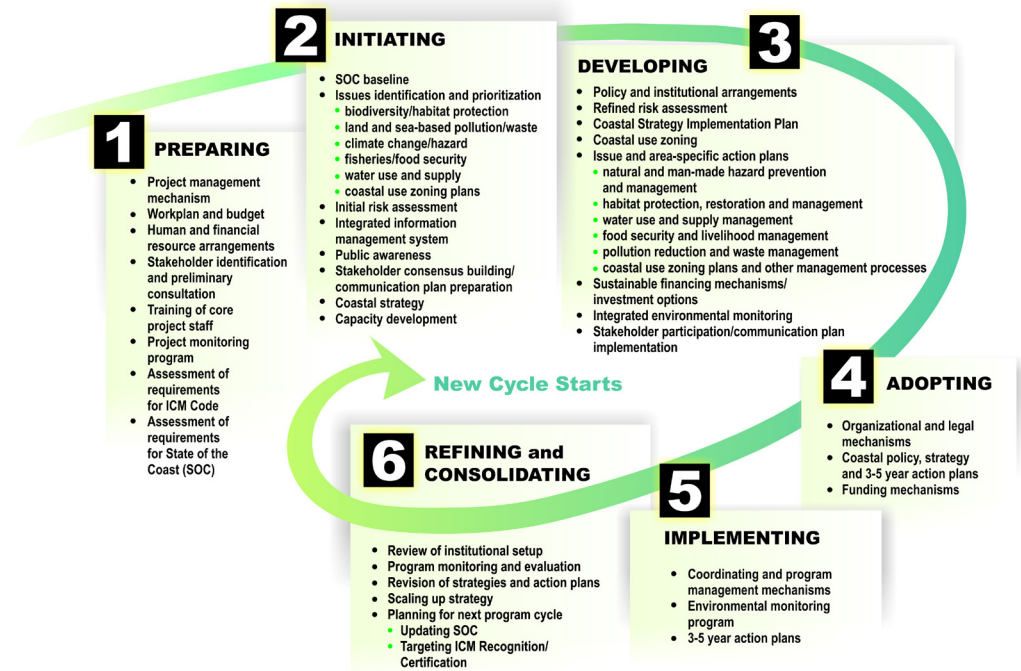 1 PREPARING
• Project management
mechanism
• Workplan and budget
• Human and financial
resource arrangements
• Stakeholder identification
and preliminary
consultation
• Training of core
project staff
• Project monitoring
program
• Assessment of
requirements
for ICM Code
• Assessment of
requirements
for State of the
Coast (SOC)
2 INITIATING
• SOC baseline
• Issues identification and prioritization
• biodiversity/habitat protection
• land and sea-based pollution/waste
• climate change/hazard
• fisheries/food security
• water use and supply
• coastal use zoning plans
• Initial risk assessment
• Integrated information
management system
• Public awareness
• Stakeholder consensus building/
communication plan preparation
• Coastal strategy
• Capacity development
3
DEVELOPING
• Policy and institutional arrangements
• Refined risk assessment
• Coastal Strategy Implementation Plan
• Coastal use zoning
• Issue and area-specific action plans
• natural and man-made hazard prevention
and management
• habitat protection, restoration and management
• water use and supply management
• food security and livelihood management
• pollution reduction and waste management
• coastal use zoning plans and other management processes
• Sustainable financing mechanisms/
investment options
• Integrated environmental monitoring
• Stakeholder participation/communication plan
implementation
4 ADOPTING
• Organizational and legal
mechanisms
• Coastal policy, strategy
and 3-5 year action plans
• Funding mechanisms
5
IMPLEMENTING
• Coordinating and program
management mechanisms
• Environmental monitoring
program
• 3-5 year action plans
6 REFINING and
CONSOLIDATING
• Review of institutional setup
• Program monitoring and evaluation
• Revision of strategies and action plans
• Scaling up strategy
• Planning for next program cycle
• Updating SOC
• Targeting ICM Recognition/
Certification
New Cycle Starts